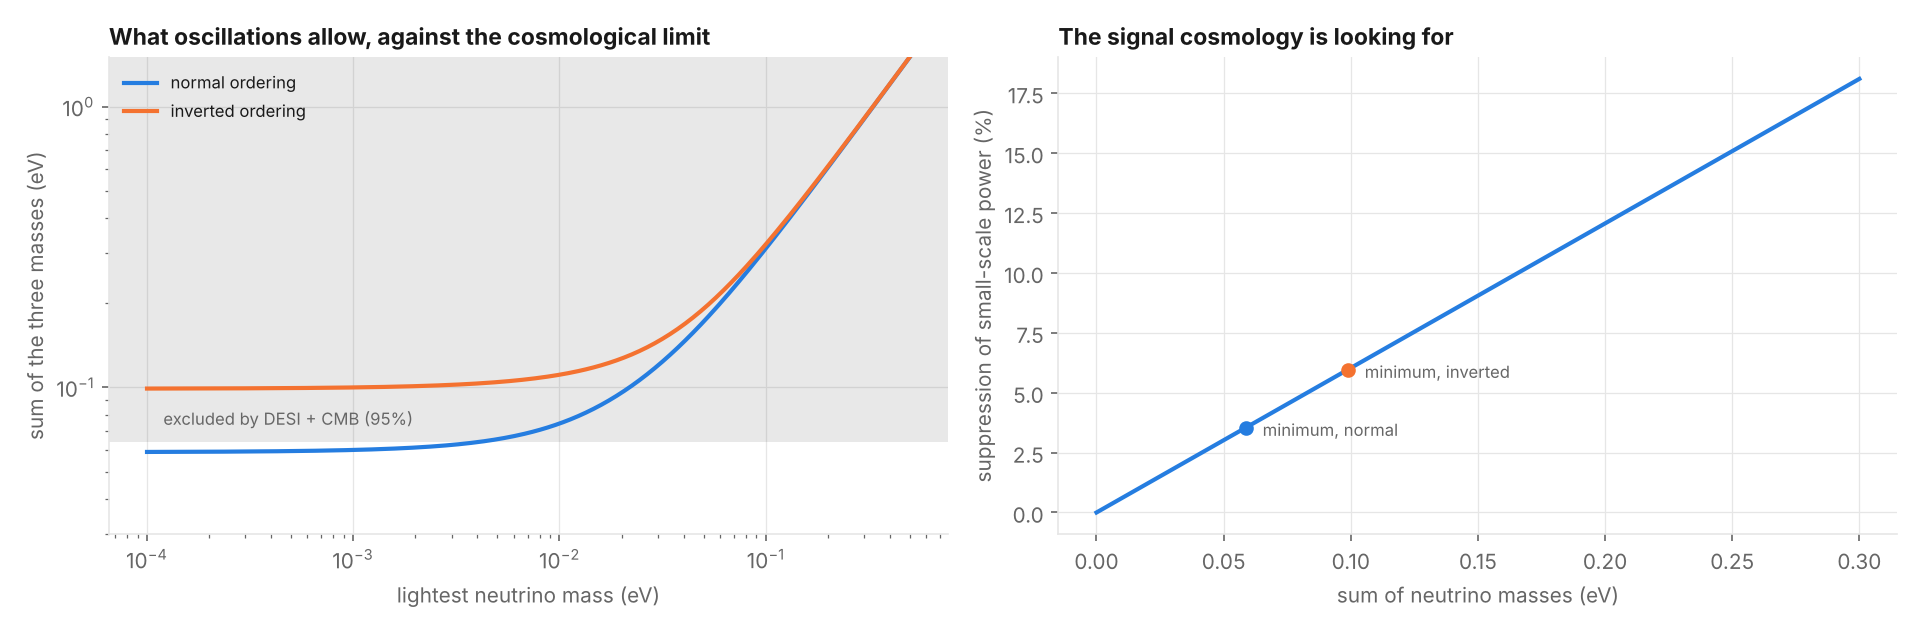 What oscillations allow, against the cosmological limit
normal ordering
inverted ordering
excluded by DESI + CMB (95%)
sum of the three masses (eV)
10⁰
10⁻¹
10⁻⁴
10⁻³
10⁻²
10⁻¹
lightest neutrino mass (eV)
The signal cosmology is looking for
suppression of small-scale power (%)
17.5
15.0
12.5
10.0
7.5
5.0
2.5
0.0
minimum, inverted
minimum, normal
0.00
0.05
0.10
0.15
0.20
0.25
0.30
sum of neutrino masses (eV)